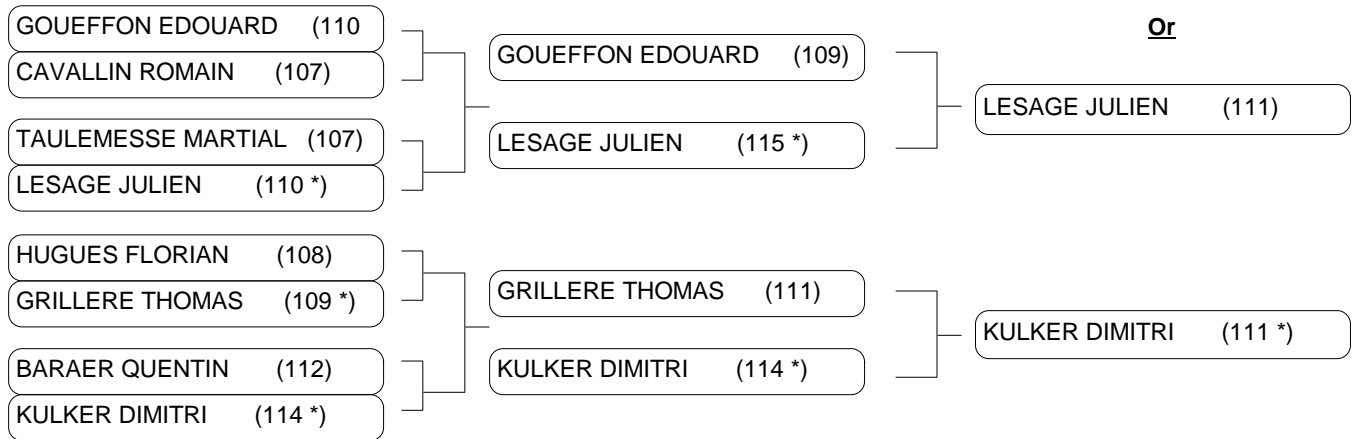 GOUEFFON EDOUARD (110
CAVALLIN ROMAIN (107)
TAULEMESSE MARTIAL (107)
LESAGE JULIEN (110 *)
HUGUES FLORIAN (108)
GRILLERE THOMAS (109 *)
BARAER QUENTIN (112)
KULKER DIMITRI (114 *)
GOUEFFON EDOUARD (109)
LESAGE JULIEN (115 *)
GRILLERE THOMAS (111)
KULKER DIMITRI (114 *)
Or
LESAGE JULIEN (111)
KULKER DIMITRI (111 *)